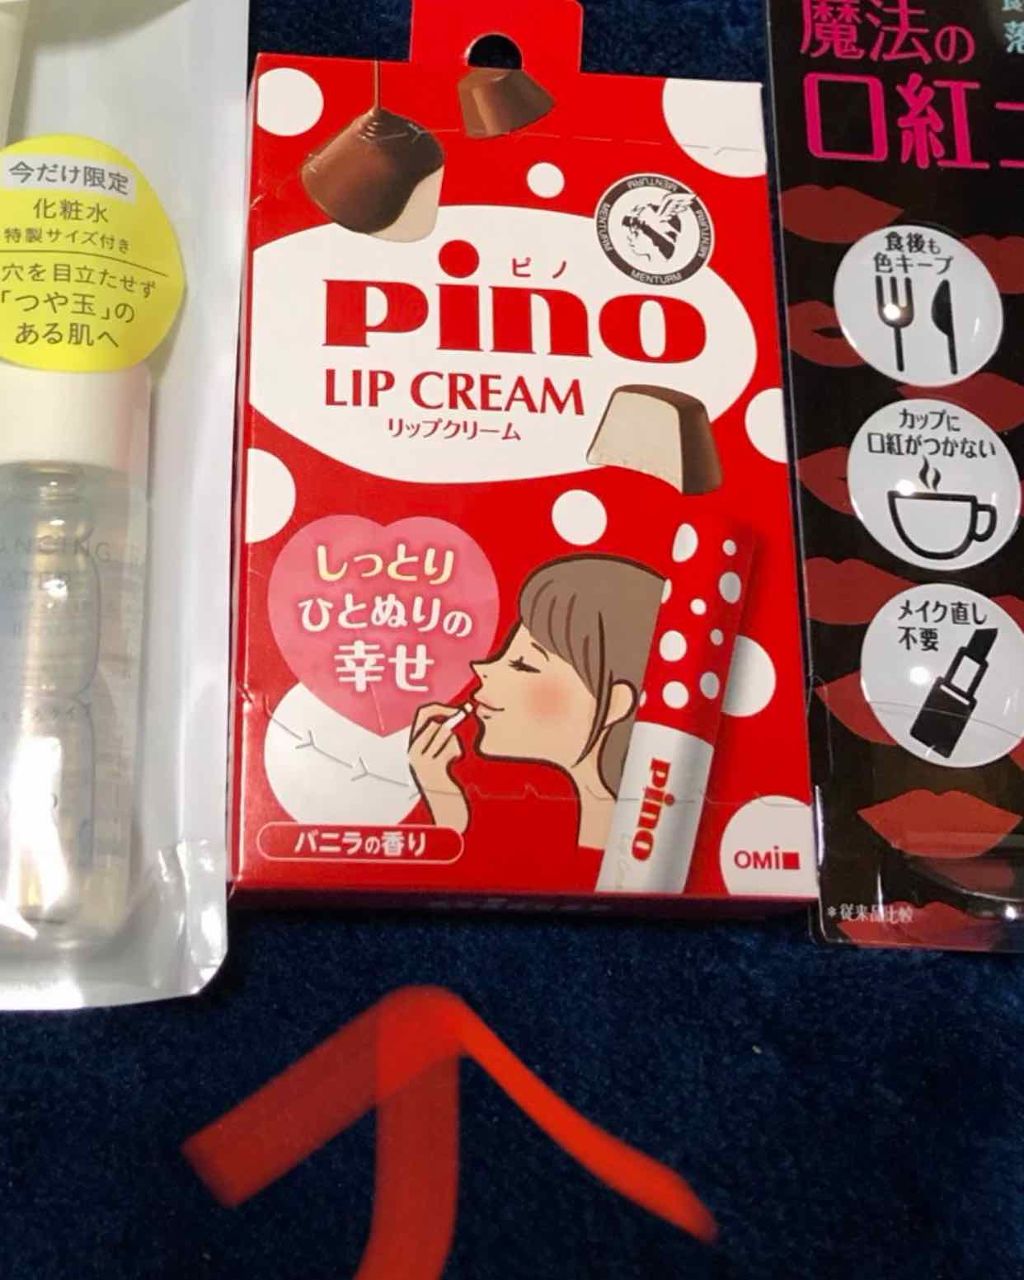 今だけ限定
化粧水
特製サイズ付き
穴を目立たせず
「つや玉」の
ある肌へ
MENTURM
MENTURM
MENTURM
MENTURM
ピノ
pino
LIP CREAM
リップクリーム
しっとり
ひとぬりの
幸せ
pino
バニラの香り
OMi
魔法の
口紅
食後も
色キープ
カップに
口紅がつかない
メイク直し
不要
*従来品比較